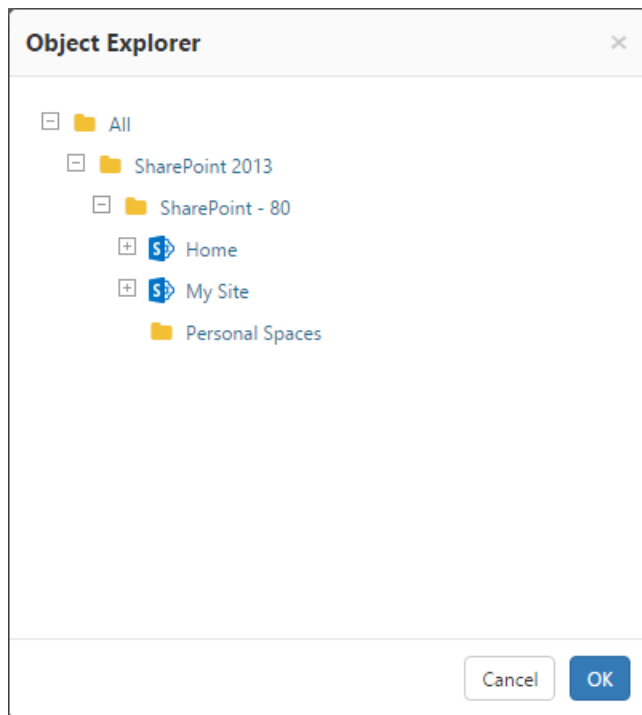 Object Explorer
All
SharePoint 2013
SharePoint - 80
Home
My Site
Personal Spaces
Cancel
OK